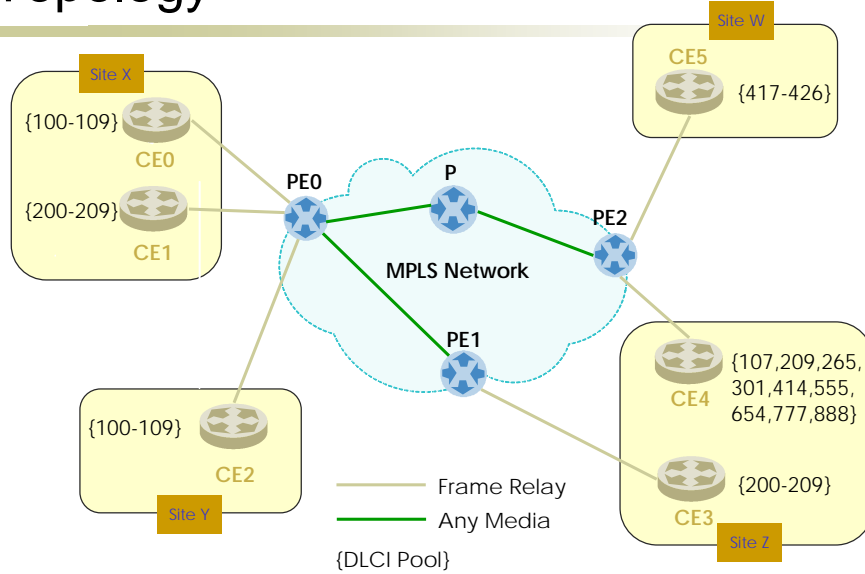 Topology
Site W
CE5
{417-426}
Site X
{100-109}
CE0
{200-209}
CE1
PE0
P
PE2
MPLS Network
PE1
{107,209,265,
301,414,555,
654,777,888}
CE4
{100-109}
CE2
Site Y
{200-209}
CE3
Site Z
Frame Relay
Any Media
{DLCI Pool}